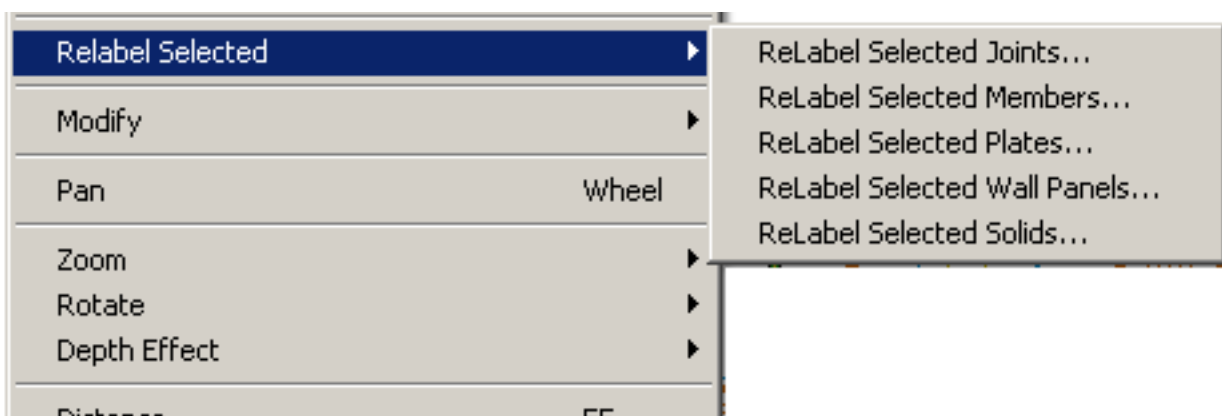 Relabel Selected
Modify
Pan Wheel
Zoom
Rotate
Depth Effect
ReLabel Selected Joints...
ReLabel Selected Members...
ReLabel Selected Plates...
ReLabel Selected Wall Panels...
ReLabel Selected Solids...